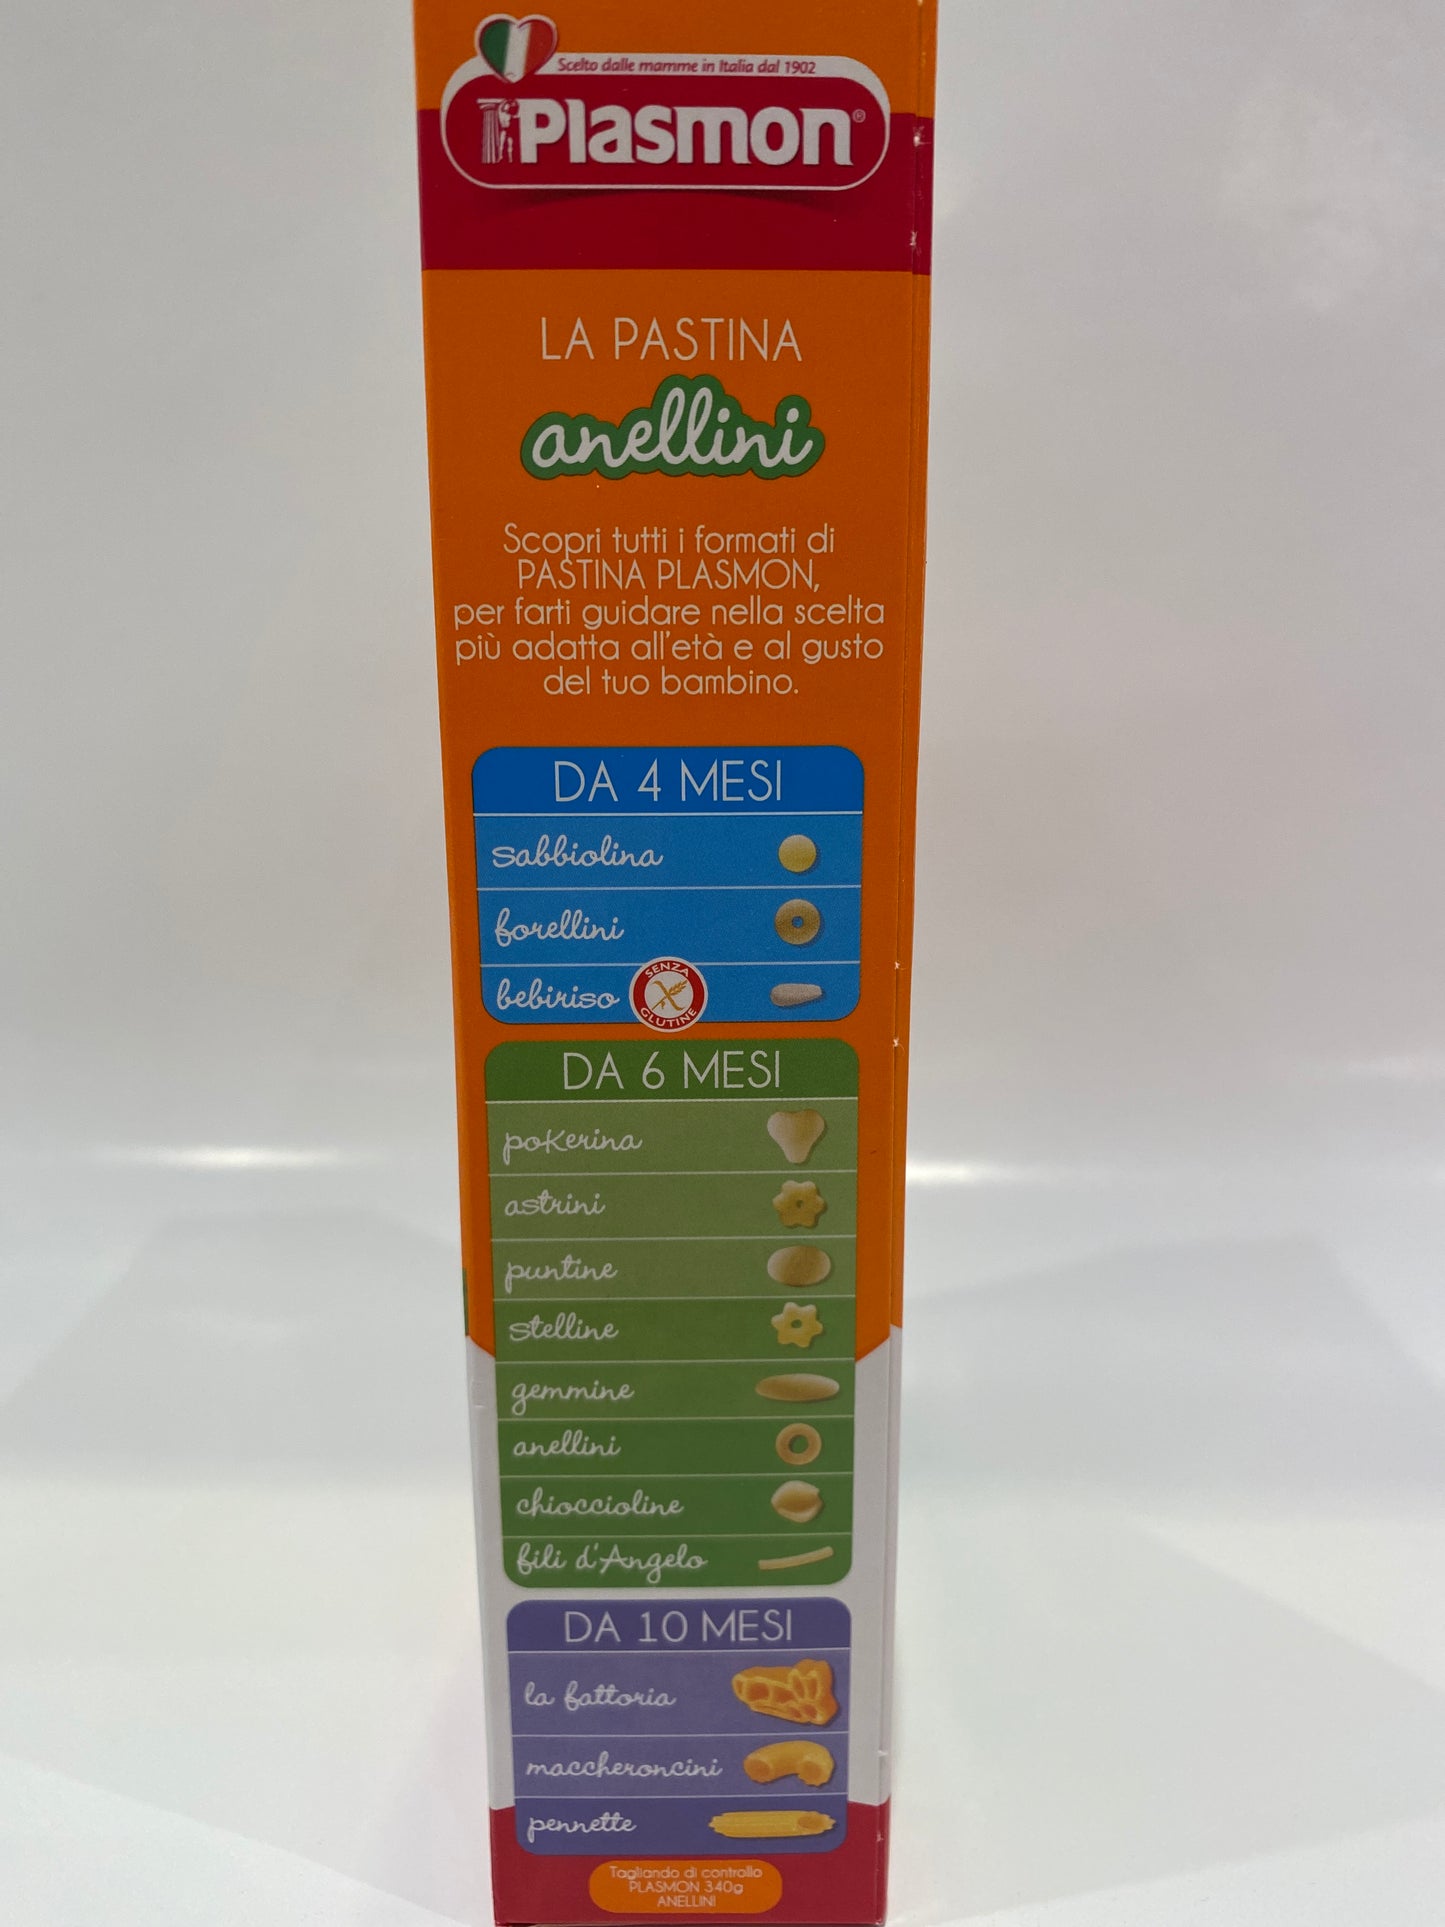 Scelto dalle mamme in Italia dal 1902
Plasmon®
LA PASTINA
anellini
Scopri tutti i formati di
PASTINA PLASMON,
per farti guidare nella scelta
più adatta all'età e al gusto
del tuo bambino.
DA 4 MESI
sabbiolina
forellini
bebiriso
SENZA
GLUTINE
DA 6 MESI
pokerina
astrini
puntine
stelline
gemmine
anellini
chioccioline
fili d'Angelo
DA 10 MESI
la fattoria
maccheroncini
pennette
Tagliando di controllo
PLASMON 340g
ANELLINI